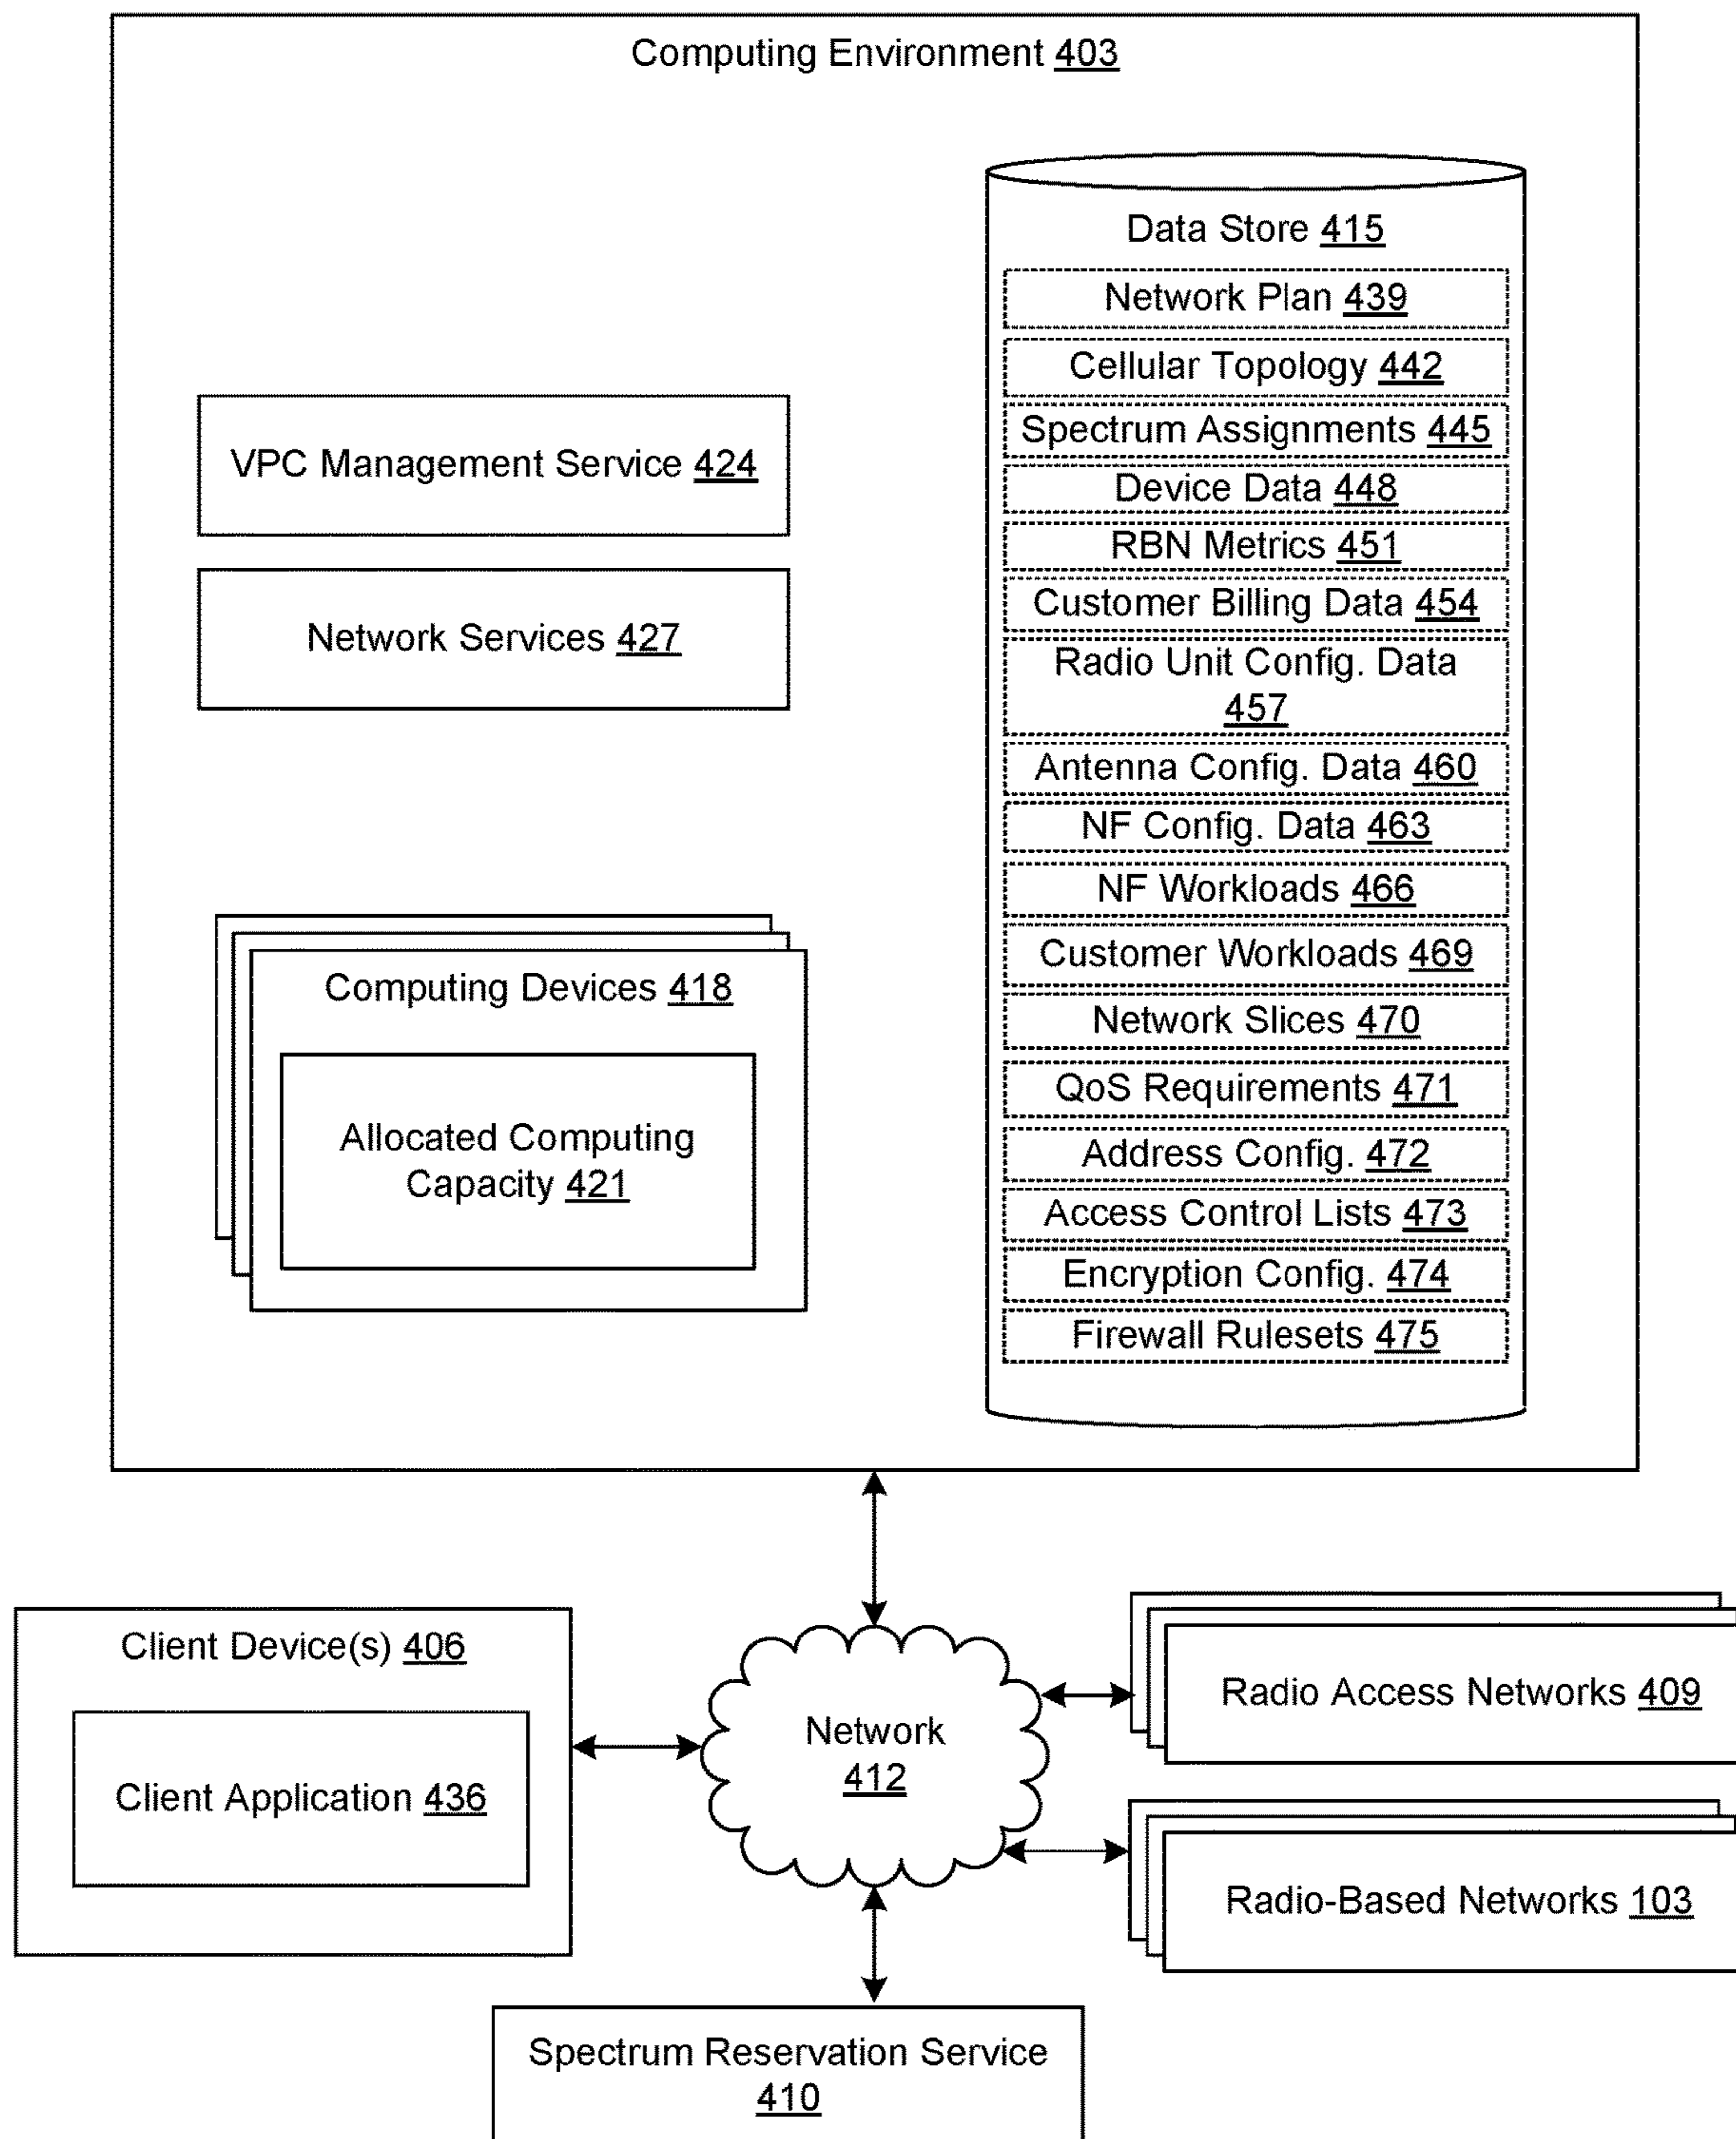 Computing Environment 403
Data Store 415
Network Plan 439
Cellular Topology 442
Spectrum Assignments 445
Device Data 448
RBN Metrics 451
Customer Billing Data 454
Radio Unit Config. Data
457
Antenna Config. Data 460
NF Config. Data 463
NF Workloads 466
Customer Workloads 469
Network Slices 470
QoS Requirements 471
Address Config. 472
Access Control Lists 473
Encryption Config. 474
Firewall Rulesets 475
VPC Management Service 424
Network Services 427
Computing Devices 418
Allocated Computing
Capacity 421
Client Device(s) 406
Client Application 436
Network
412
Radio Access Networks 409
Radio-Based Networks 103
Spectrum Reservation Service
410